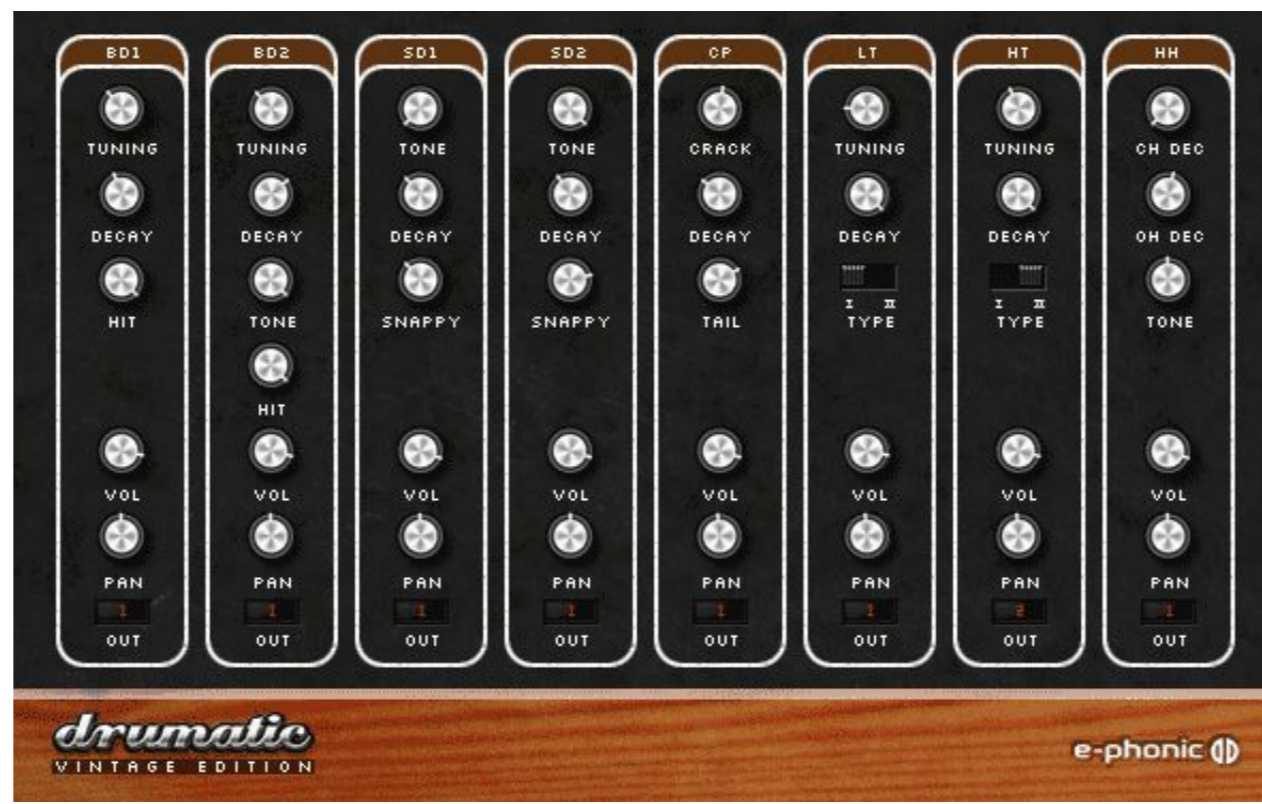 BD1 BD2 SD1 SD2 CP LT HT HH
TUNING TUNING TONE TONE CRACK TUNING TUNING CH DEC
DECAY DECAY DECAY DECAY DECAY DECAY DECAY OH DEC
I II I II
HIT TONE SNAPPY SNAPPY TAIL TYPE TYPE TONE
HIT
VOL VOL VOL VOL VOL VOL VOL VOL
PAN PAN PAN PAN PAN PAN PAN PAN
1 1 1 1 1 1 2 1
OUT OUT OUT OUT OUT OUT OUT OUT
drumatic
VINTAGE EDITION
e-phonic